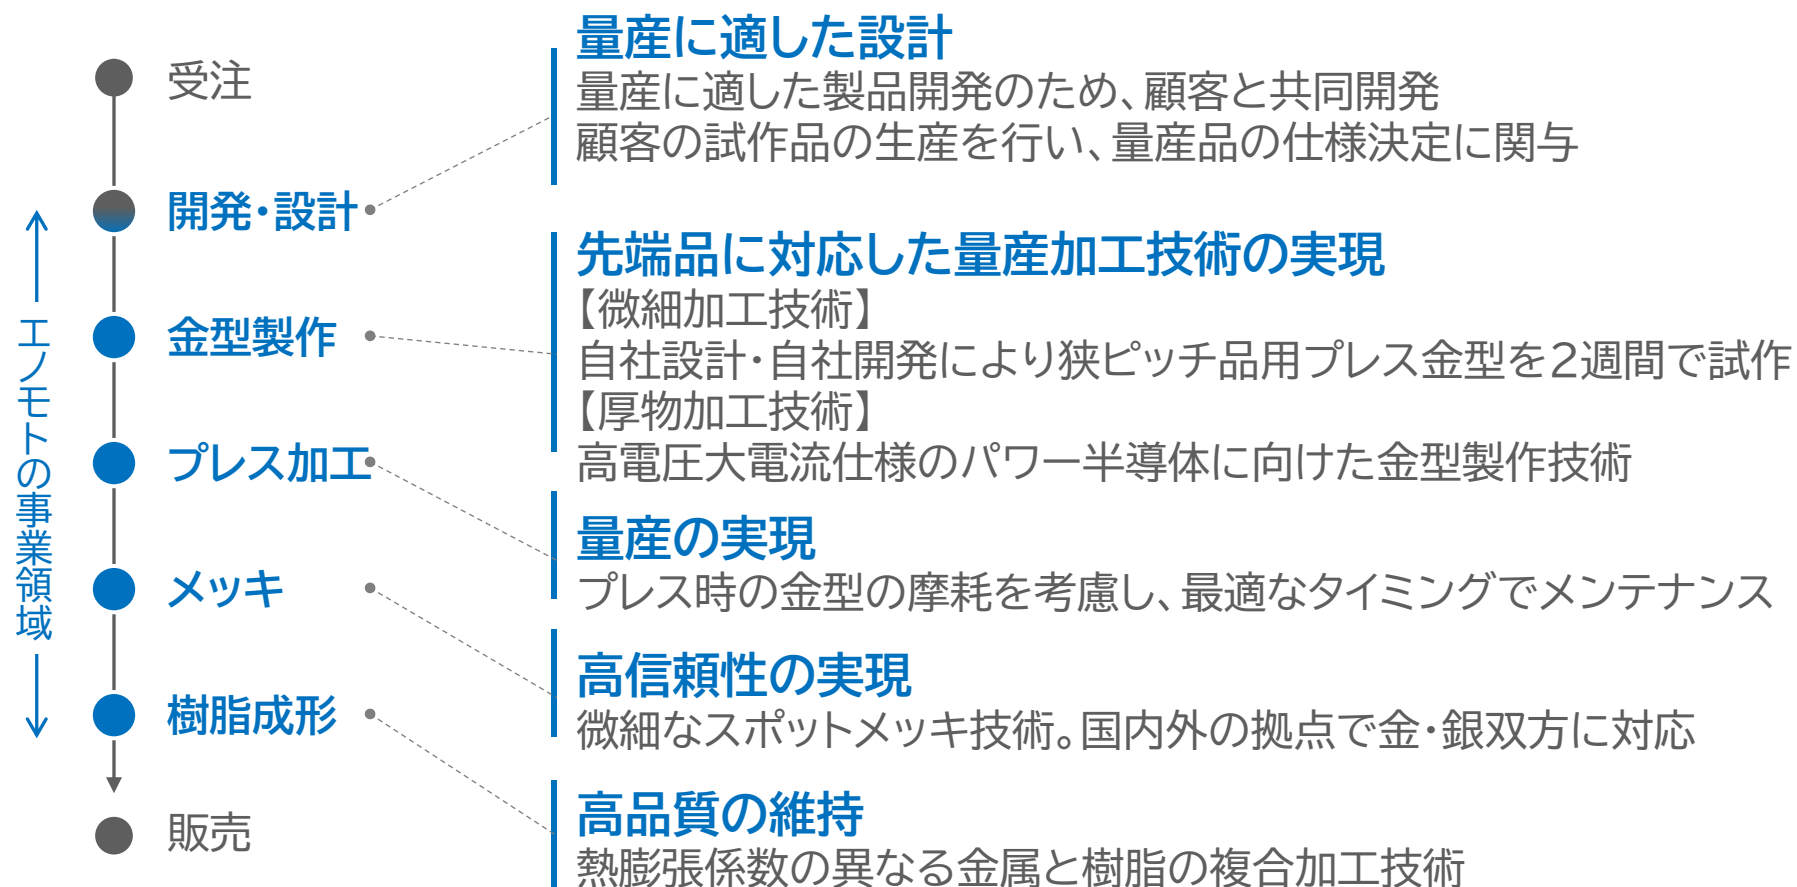 受注
開発・設計
金型製作
プレス加工
メッキ
樹脂成形
販売
エノモトの事業領域
量産に適した設計
量産に適した製品開発のため、顧客と共同開発
顧客の試作品の生産を行い、量産品の仕様決定に関与
先端品に対応した量産加工技術の実現
【微細加工技術】
自社設計・自社開発により狭ピッチ品用プレス金型を2週間で試作
【厚物加工技術】
高電圧大電流仕様のパワー半導体に向けた金型製作技術
量産の実現
プレス時の金型の摩耗を考慮し、最適なタイミングでメンテナンス
高信頼性の実現
微細なスポットメッキ技術。国内外の拠点で金・銀双方に対応
高品質の維持
熱膨張係数の異なる金属と樹脂の複合加工技術